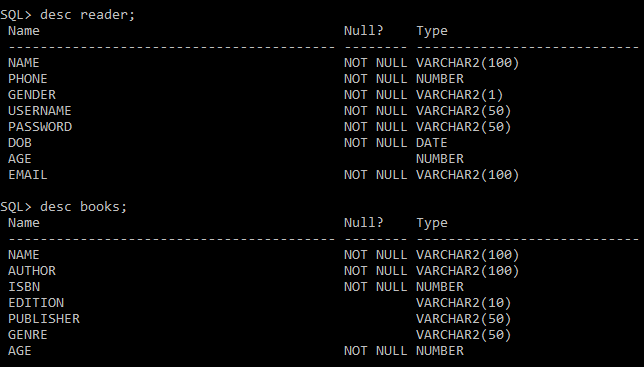 SQL> desc reader;
Name Null? Type
----------------------------------------- -------- ----------------------------
NAME NOT NULL VARCHAR2(100)
PHONE NOT NULL NUMBER
GENDER NOT NULL VARCHAR2(1)
USERNAME NOT NULL VARCHAR2(50)
PASSWORD NOT NULL VARCHAR2(50)
DOB NOT NULL DATE
AGE NUMBER
EMAIL NOT NULL VARCHAR2(100)
SQL> desc books;
Name Null? Type
----------------------------------------- -------- ----------------------------
NAME NOT NULL VARCHAR2(100)
AUTHOR NOT NULL VARCHAR2(100)
ISBN NOT NULL NUMBER
EDITION VARCHAR2(10)
PUBLISHER VARCHAR2(50)
GENRE VARCHAR2(50)
AGE NOT NULL NUMBER